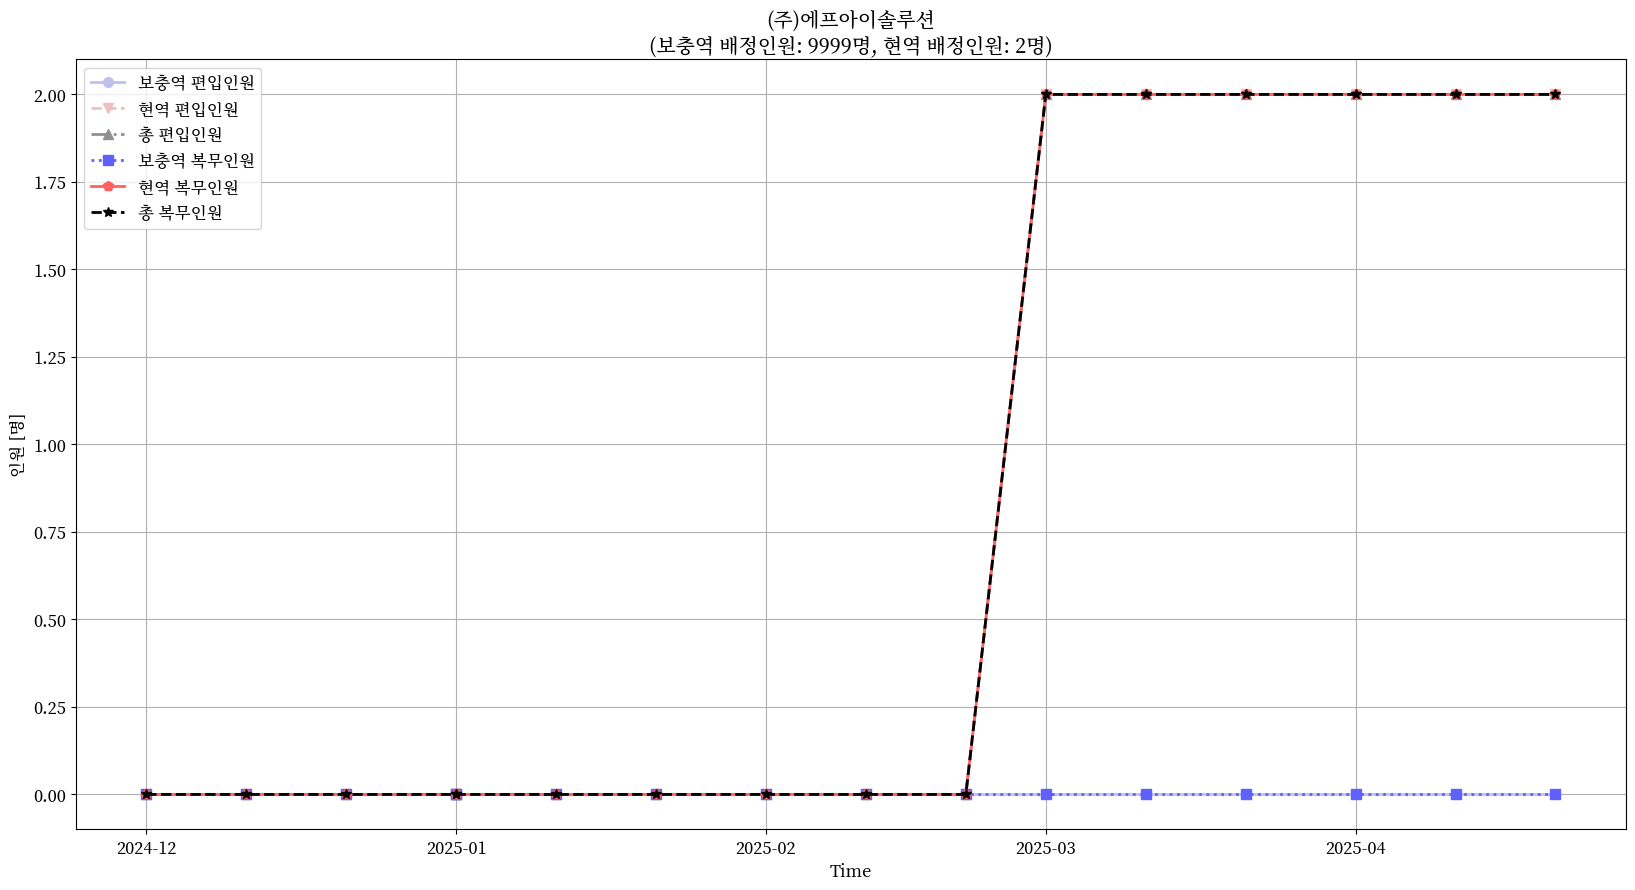 (주)에프아이솔루션
(보충역 배정인원: 9999명, 현역 배정인원: 2명)
보충역 편입인원
현역 편입인원
총 편입인원
보충역 복무인원
현역 복무인원
총 복무인원
2.00
1.75
1.50
1.25
1.00
0.75
0.50
0.25
0.00
인원 [명]
2024-12
2025-01
2025-02
2025-03
2025-04
Time